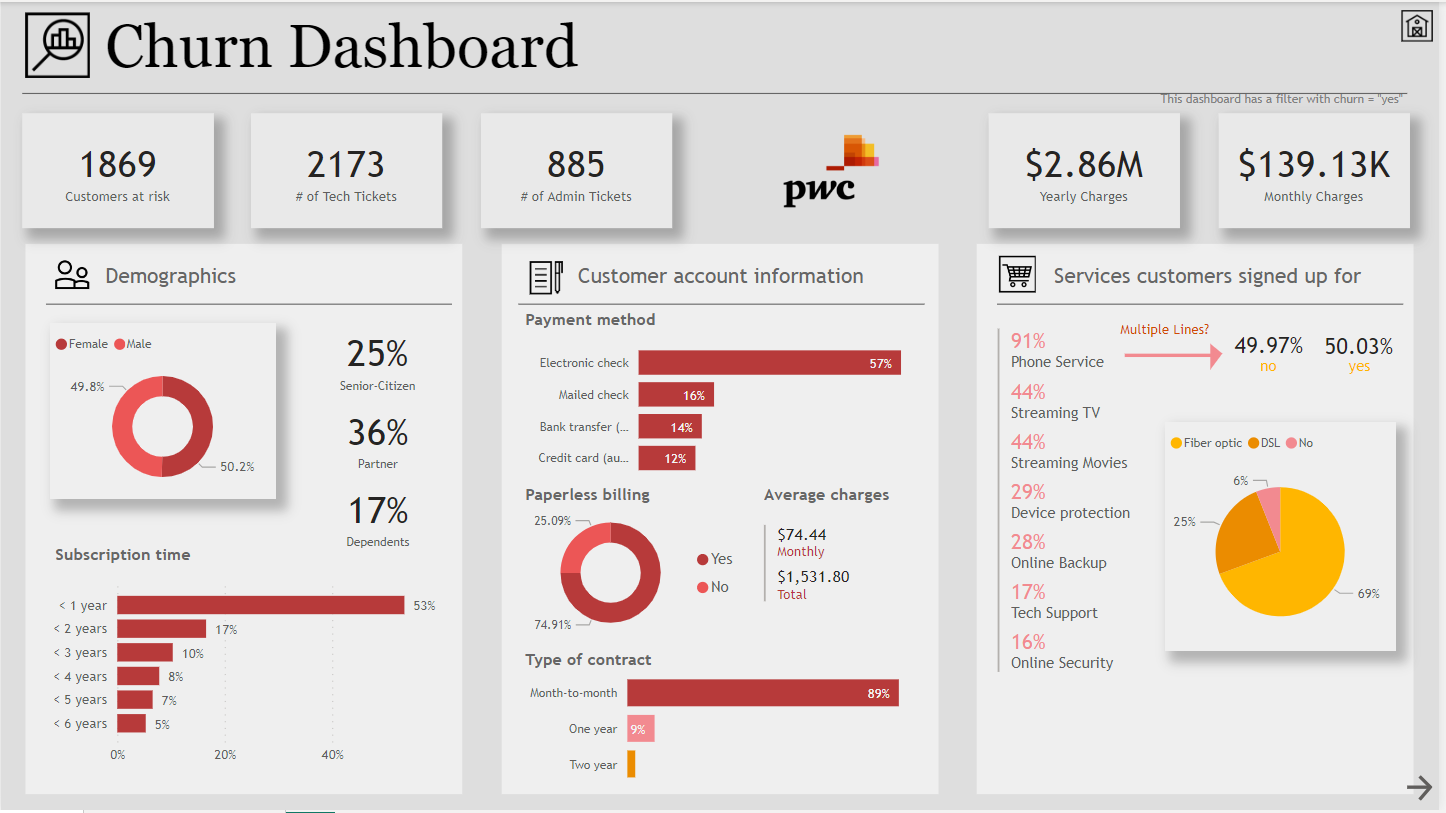 Churn Dashboard
This dashboard has a filter with churn = "yes"
1869
Customers at risk
2173
# of Tech Tickets
885
# of Admin Tickets
pwc
$2.86M
Yearly Charges
$139.13K
Monthly Charges
Demographics
Female Male
49.8%
50.2%
25%
Senior-Citizen
36%
Partner
17%
Dependents
Subscription time
< 1 year 53%
< 2 years 17%
< 3 years 10%
< 4 years 8%
< 5 years 7%
< 6 years 5%
0% 20% 40%
Customer account information
Payment method
Electronic check 57%
Mailed check 16%
Bank transfer (... 14%
Credit card (au... 12%
Paperless billing
25.09%
74.91%
Yes
No
Average charges
$74.44
Monthly
$1,531.80
Total
Type of contract
Month-to-month 89%
One year 9%
Two year
Services customers signed up for
91%
Phone Service
Multiple Lines?
49.97%
no
50.03%
yes
44%
Streaming TV
44%
Streaming Movies
29%
Device protection
28%
Online Backup
17%
Tech Support
16%
Online Security
Fiber optic DSL No
6%
25%
69%